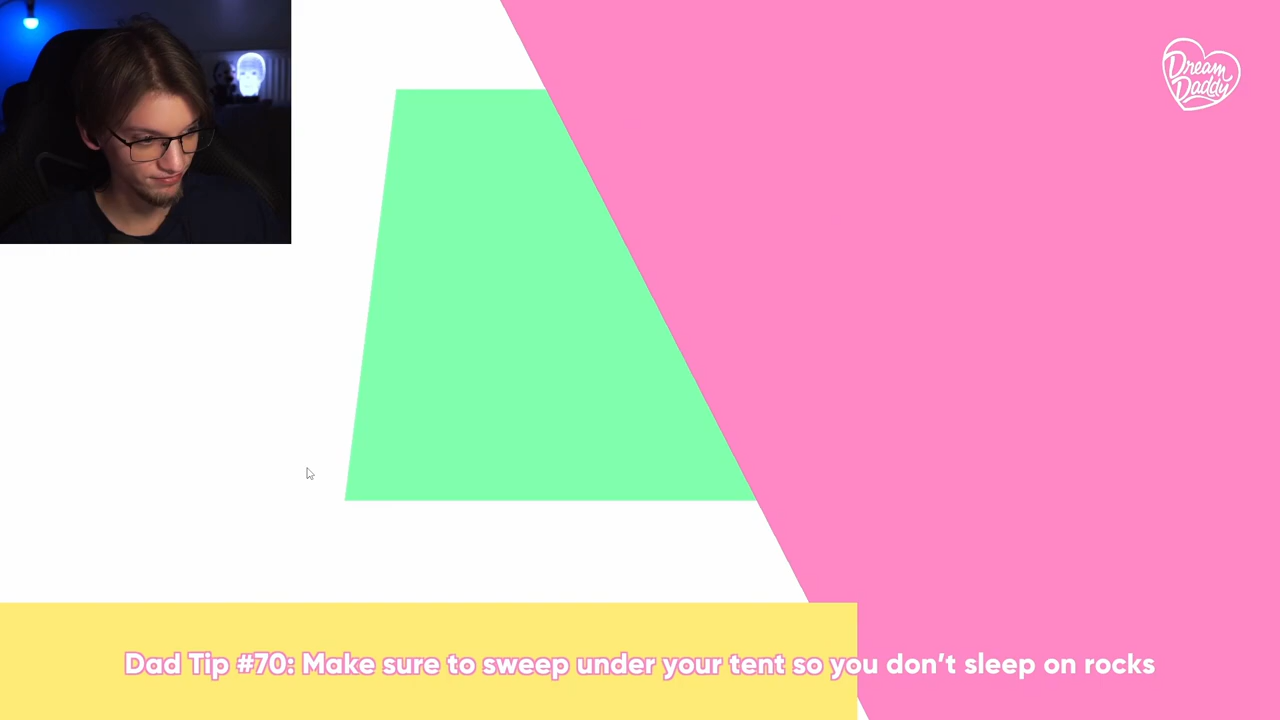 Dream
Daddy
Dad Tip #70: Make sure to sweep under your tent so you don’t sleep on rocks